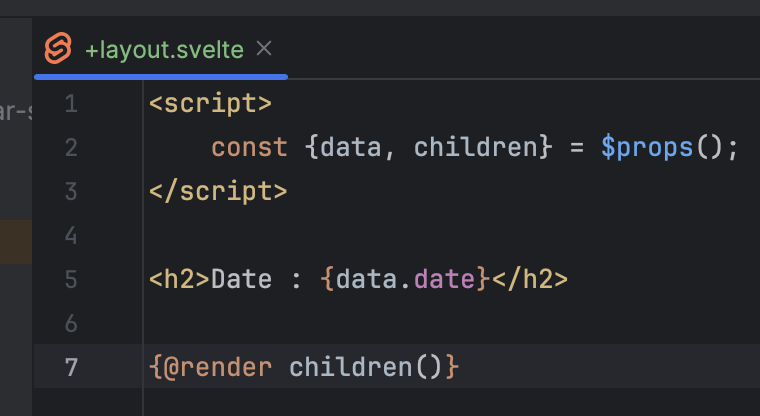 +layout.svelte
1 <script>
2 const {data, children} = $props();
3 </script>
4
5 <h2>Date : {data.date}</h2>
6
7 {@render children()}